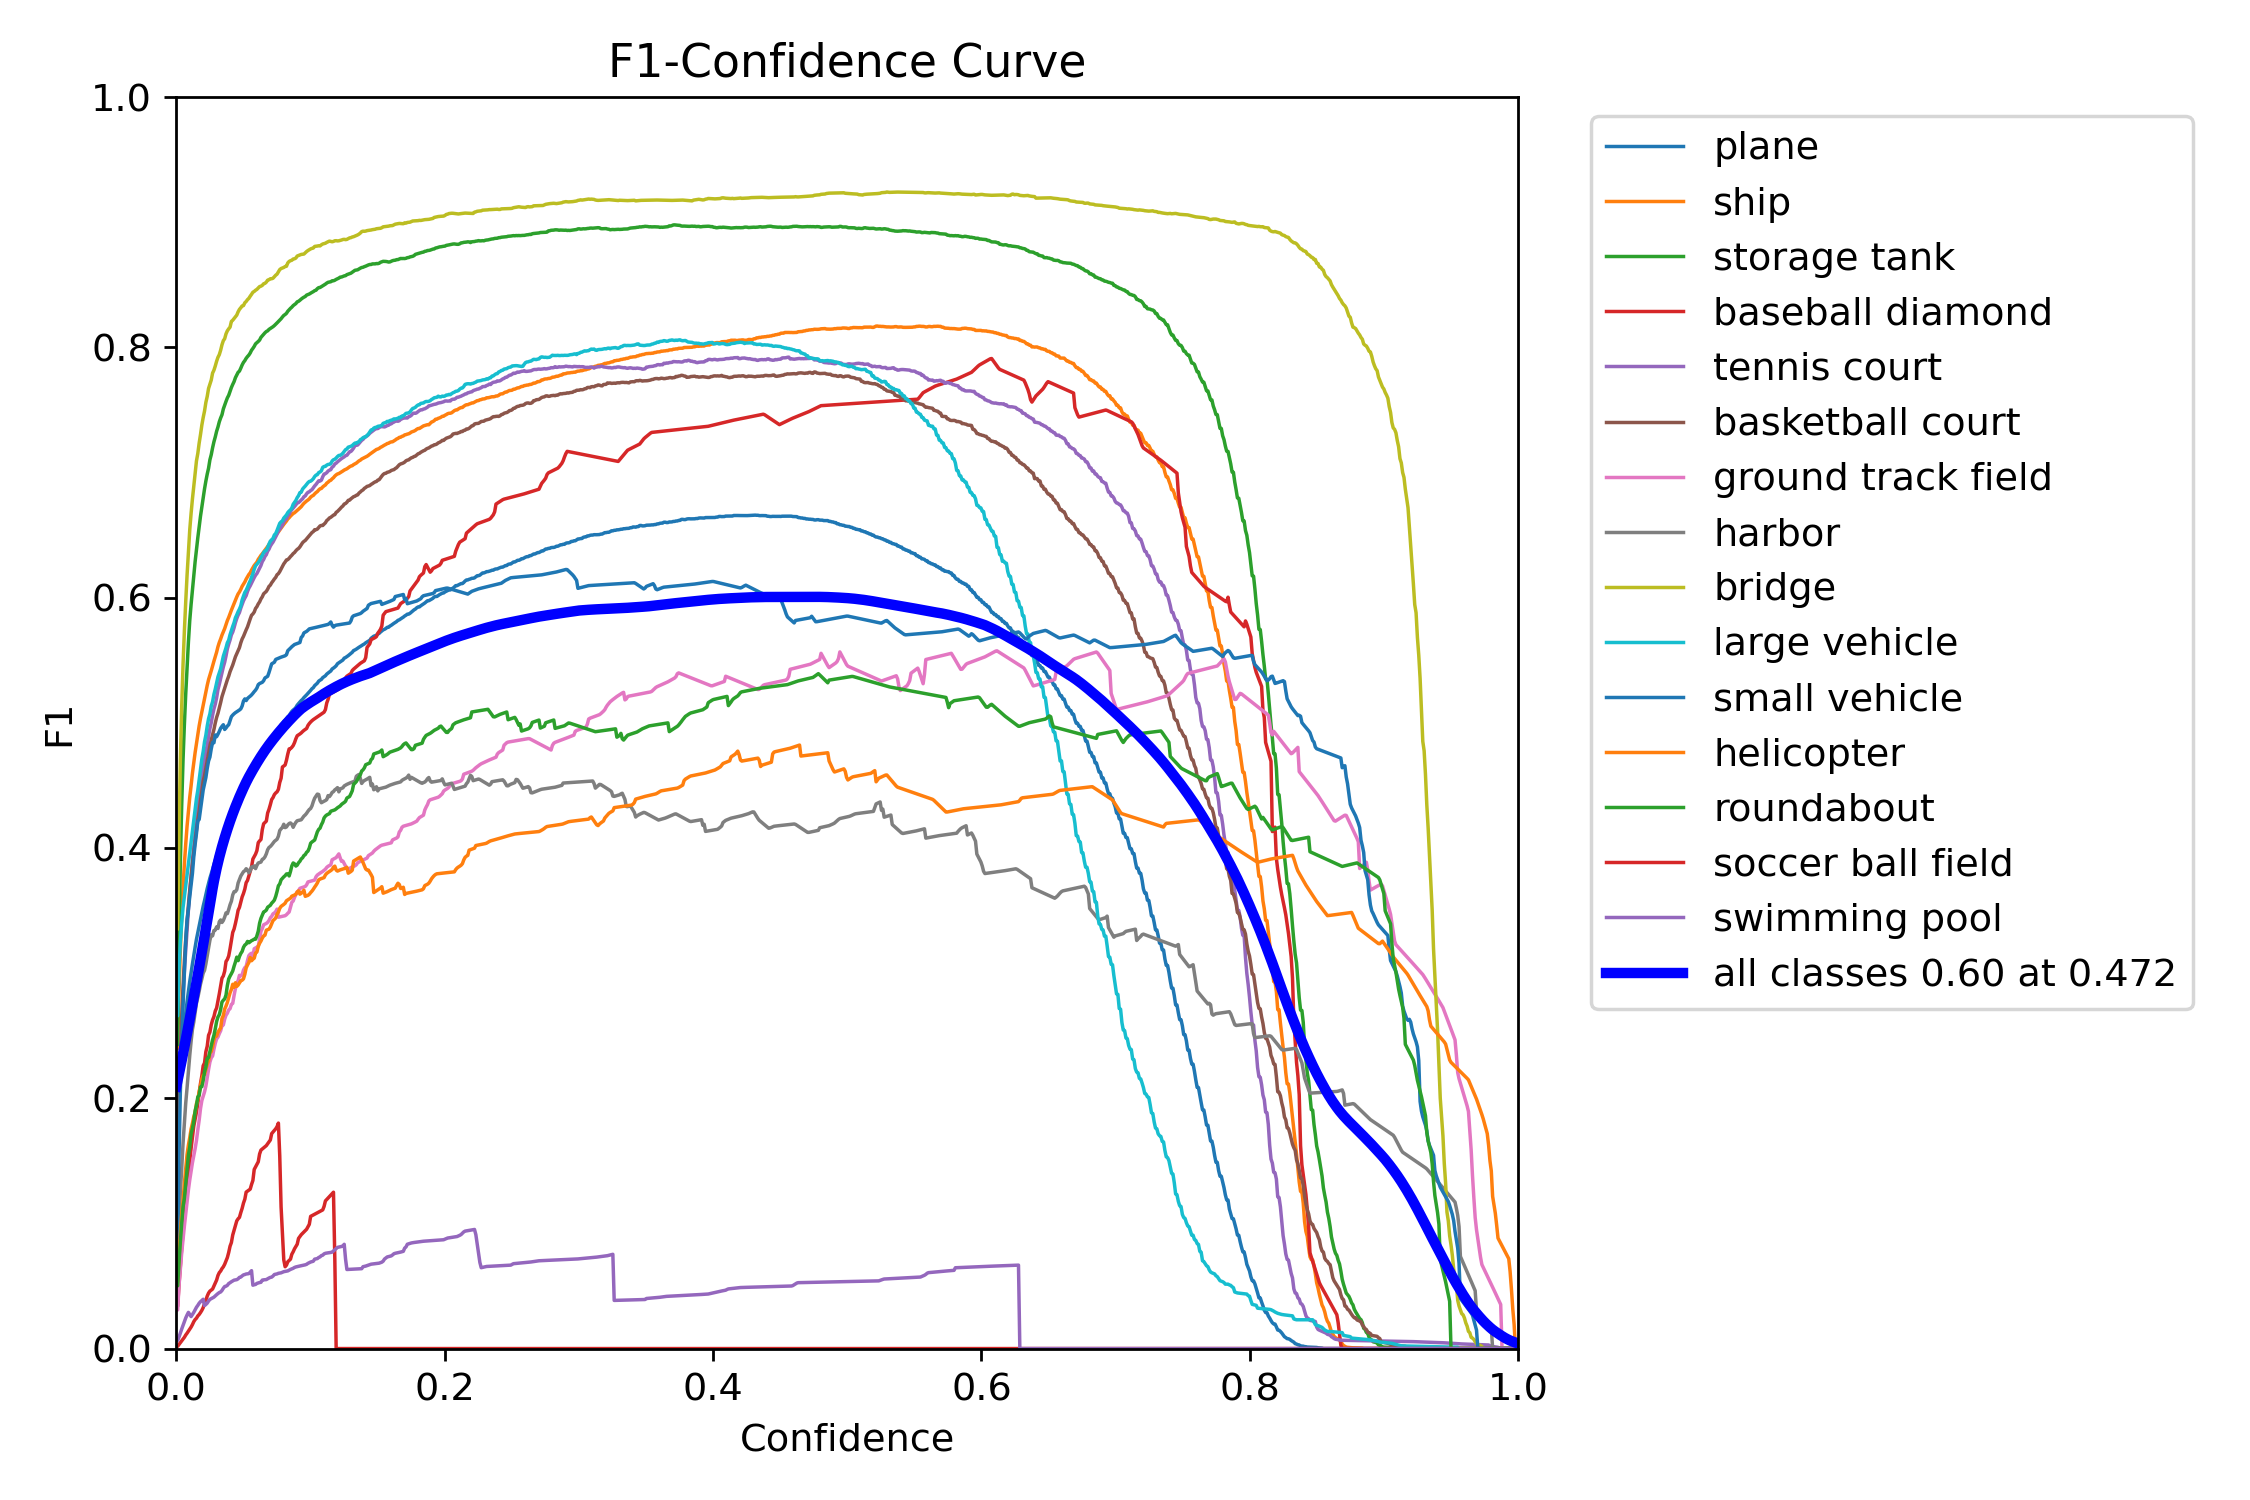 F1-Confidence Curve
1.0
0.8
0.6
0.4
0.2
0.0
F1
0.0 0.2 0.4 0.6 0.8 1.0
Confidence
plane
ship
storage tank
baseball diamond
tennis court
basketball court
ground track field
harbor
bridge
large vehicle
small vehicle
helicopter
roundabout
soccer ball field
swimming pool
all classes 0.60 at 0.472